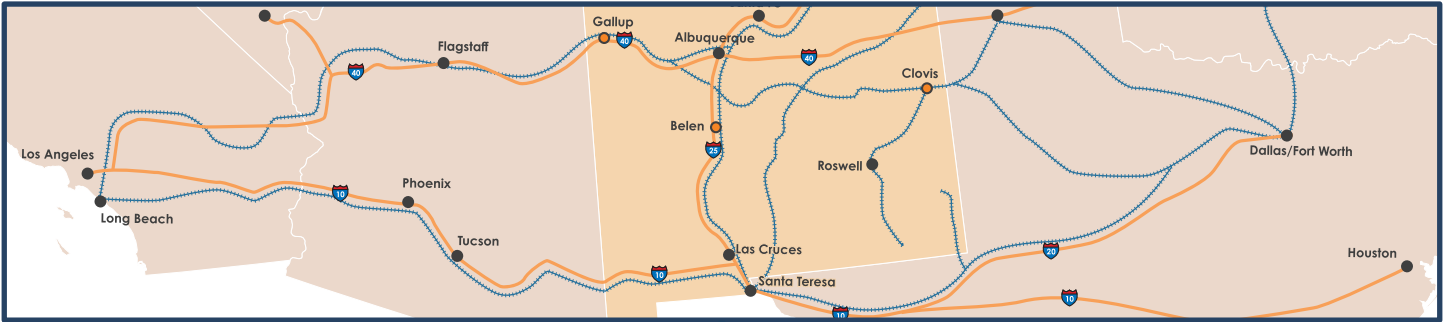 Gallup
40
Albuquerque
Flagstaff
40
40
Clovis
Belen
25
Los Angeles
Dallas/Fort Worth
Roswell
Phoenix
10
Long Beach
Tucson
Las Cruces
20
Houston
10
Santa Teresa
10
10